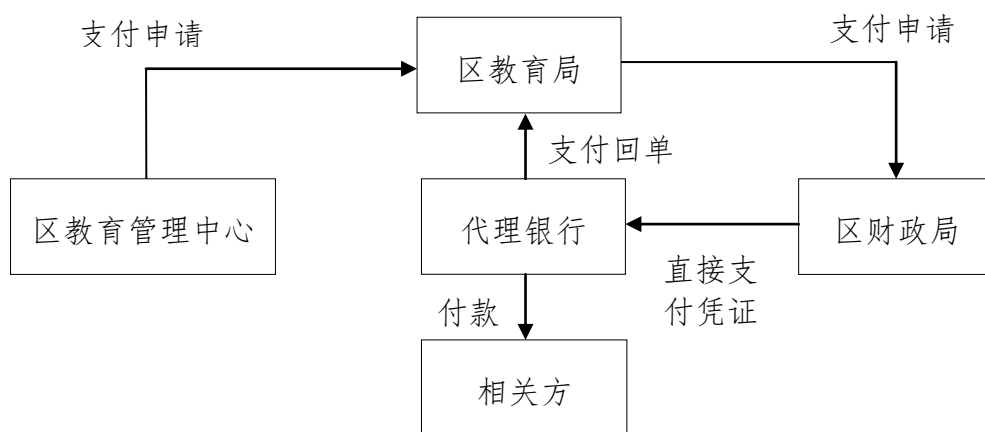 支付申请
支付申请
区教育局
支付回单
区教育管理中心
代理银行
区财政局
直接支
付凭证
付款
相关方